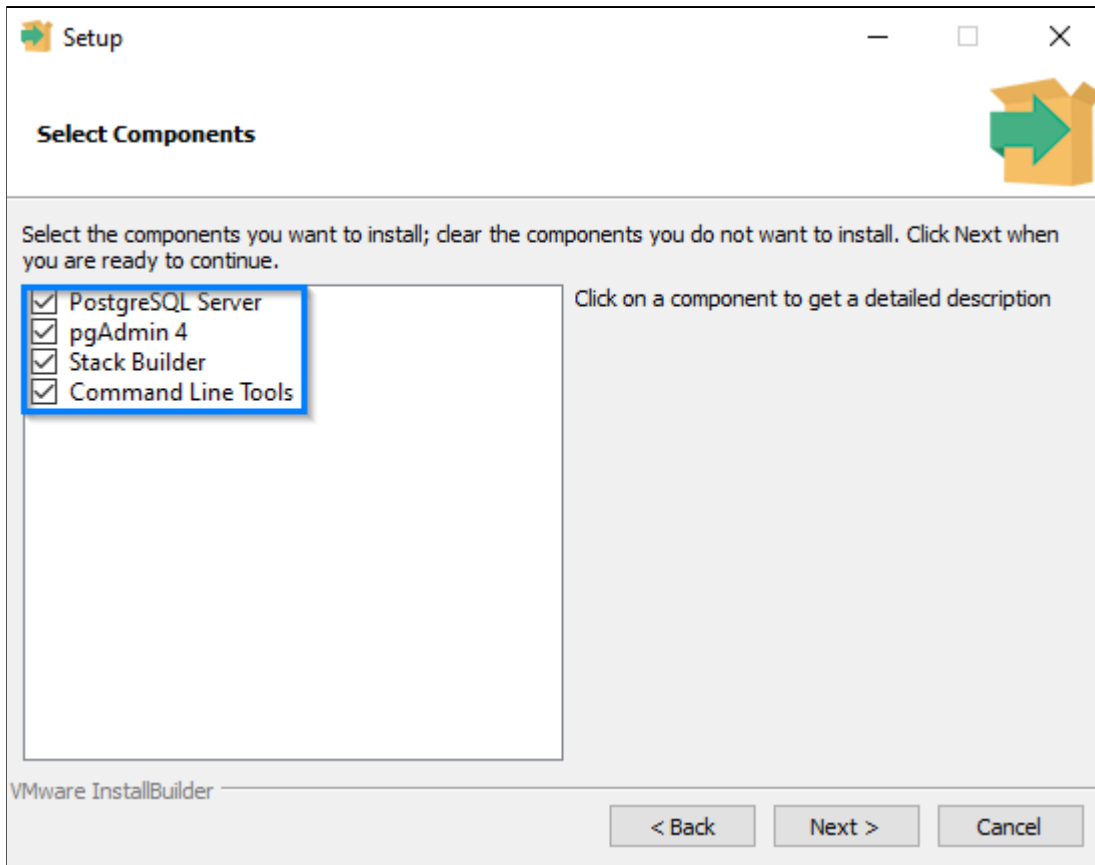 Setup
Select Components
Select the components you want to install; clear the components you do not want to install. Click Next when
you are ready to continue.
PostgreSQL Server
Click on a component to get a detailed description
pgAdmin 4
Stack Builder
Command Line Tools
VMware InstallBuilder
< Back
Next >
Cancel